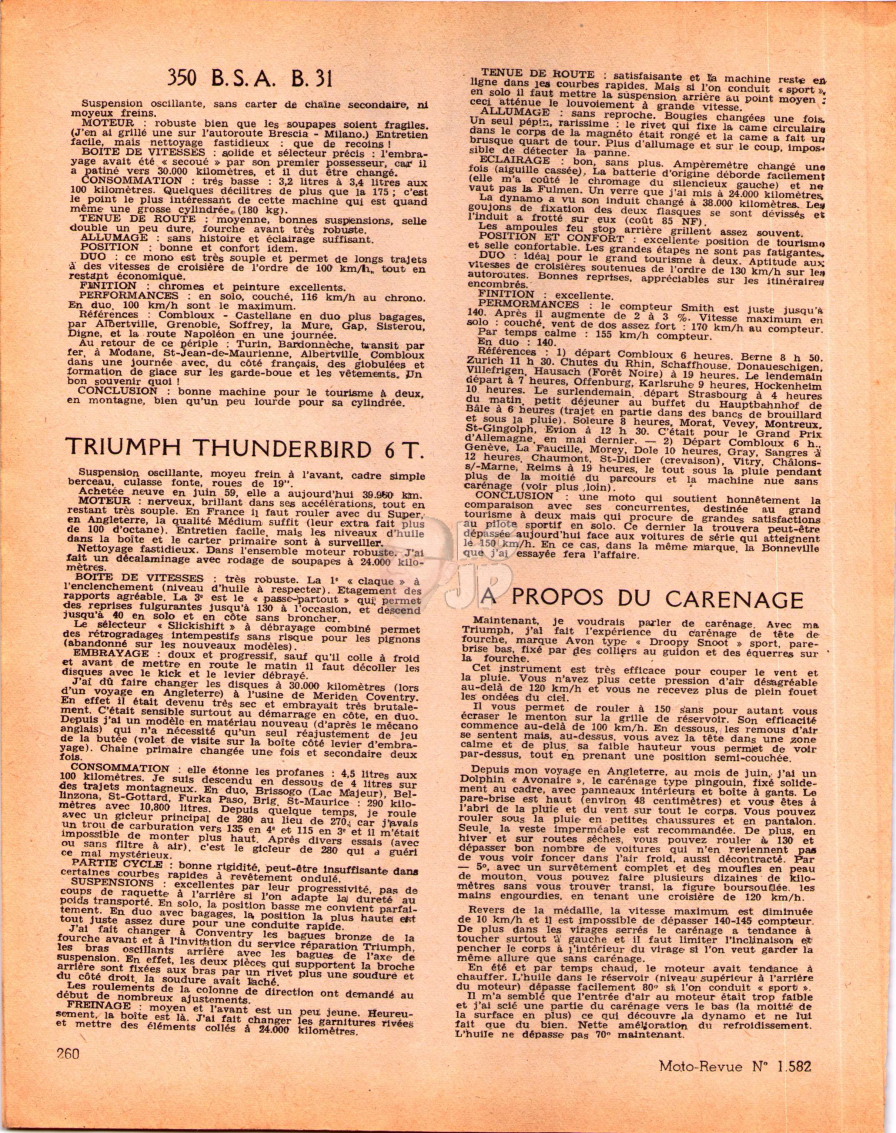 350 B.S.A. B.31
Suspension oscillante, sans carter de chaîne secondaire, ni
moyeux freins.
MOTEUR : robuste bien que les soupapes soient fragiles.
(J'en ai grillé une sur l'autoroute Brescia - Milano.) Entretien
facile, mais nettoyage fastidieux : que de recoins !
BOITE DE VITESSES : solide et sélecteur précis : l'embra-
yage avait été « secoué » par son premier possesseur, car il
a patiné vers 30.000 kilomètres, et il dut être changé.
CONSOMMATION : très basse : 3,2 litres à 3,4 litres aux
100 kilomètres. Quelques décilitres de plus que la 175 ; c'est
le point le plus intéressant de cette machine qui est quand
même une grosse cylindrée (180 kg).
TENUE DE ROUTE : moyenne, bonnes suspensions, selle
double un peu dure, fourche avant très robuste.
ALLUMAGE : sans histoire et éclairage suffisant.
POSITION : bonne et confort idem.
DUO : ce mono est très souple et permet de longs trajets
à des vitesses de croisière de l'ordre de 100 km/h, tout en
restant économique.
FINITION : chromes et peinture excellents.
PERFORMANCES : en solo, couché, 116 km/h au chrono.
En duo, 100 km/h sont le maximum.
Références : Combloux - Castellane en duo plus bagages,
par Albertville, Grenoble, Soffrey, la Mure, Gap, Sisterou,
Digne, et la route Napoléon en une journée.
Au retour de ce périple : Turin, Bardonnèche, transit par
fer, à Modane, St-Jean-de-Maurienne, Albertville, Combloux
dans une journée avec, du côté français, des globulées et
formation de glace sur les garde-boue et les vêtements. Un
bon souvenir quoi !
CONCLUSION : bonne machine pour le tourisme à deux,
en montagne, bien qu'un peu lourde pour sa cylindrée.
TRIUMPH THUNDERBIRD 6 T.
Suspension oscillante, moyeu frein à l'avant, cadre simple
berceau, culasse fonte, roues de 19".
Achetée neuve en juin 59, elle a aujourd'hui 39.950 km.
MOTEUR : nerveux, brillant dans ses accélérations, tout en
restant très souple. En France il faut rouler avec du Super,
en Angleterre, la qualité Médium suffit (leur extra fait plus
de 100 d'octane). Entretien facile, mais les niveaux d'huile
dans la boîte et le carter primaire sont à surveiller.
Nettoyage fastidieux. Dans l'ensemble moteur robuste. J'ai
fait un décalaminage avec rodage de soupapes à 24.000 kilo-
mètres.
BOITE DE VITESSES : très robuste. La 1e « claque » à
l'enclenchement (niveau d'huile à respecter). Etagement des
rapports agréable. La 3e est le « passe-partout » qui permet
des reprises fulgurantes jusqu'à 130 à l'occasion, et descend
jusqu'à 40 en solo et en côte sans broncher.
Le sélecteur « Slickishift » à débrayage combiné permet
des rétrogradages intempestifs sans risque pour les pignons
(abandonné sur les nouveaux modèles).
EMBRAYAGE : doux et progressif, sauf qu'il colle à froid
et avant de mettre en route le matin il faut décoller les
disques avec le kick et le levier débrayé.
J'ai dû faire changer les disques à 30.000 kilomètres (lors
d'un voyage en Angleterre) à l'usine de Meriden Coventry.
En effet il était devenu très sec et embrayait très brutale-
ment. C'était sensible surtout au démarrage en côte, en duo.
Depuis j'ai un modèle en matériau nouveau (d'après le mécano
anglais) qui n'a nécessité qu'un seul réajustement de jeu
de la butée (volet de visite sur la boîte côté levier d'embra-
yage). Chaîne primaire changée une fois et secondaire deux
fois.
CONSOMMATION : elle étonne les profanes : 4,5 litres aux
100 kilomètres. Je suis descendu en dessous de 4 litres sur
des trajets montagneux. En duo, Brissogo (Lac Majeur), Bel-
linzona, St-Gottard, Furka Paso, Brig, St-Maurice : 290 kilo-
mètres avec 10,800 litres. Depuis quelque temps, je roule
avec un gicleur principal de 280 au lieu de 270, car j'avais
un trou de carburation vers 135 en 4e et 115 en 3e et il m'était
impossible de monter plus haut. Après divers essais (avec
ou sans filtre à air), c'est le gicleur de 280 qui a guéri
ce mal mystérieux.
PARTIE CYCLE : bonne rigidité, peut-être insuffisante dans
certaines courbes rapides à revêtement ondulé.
SUSPENSIONS : excellentes par leur progressivité, pas de
coups de raquette à l'arrière si l'on adapte la dureté au
poids transporté. En solo, la position basse me convient parfai-
tement. En duo avec bagages, la position la plus haute est
tout juste assez dure pour une conduite rapide.
J'ai fait changer à Conventry les bagues bronze de la
fourche avant et à l'invitation du service réparation Triumph,
les bras oscillants arrière avec les bagues de l'axe de
suspension. En effet, les deux pièces qui supportent la broche
arrière sont fixées aux bras par un rivet plus une soudure et
du côté droit, la soudure avait lâché.
Les roulements de la colonne de direction ont demandé au
début de nombreux ajustements.
FREINAGE : moyen et l'avant est un peu jeune. Heureu-
sement, la boîte est là. J'ai fait changer les garnitures rivées
et mettre des éléments collés à 24.000 kilomètres.
260
TENUE DE ROUTE : satisfaisante et la machine reste en
ligne dans les courbes rapides. Mais si l'on conduit « sport »,
en solo il faut mettre la suspension arrière au point moyen :
ceci atténue le louvoiement à grande vitesse.
ALLUMAGE : sans reproche. Bougies changées une fois.
Un seul pépin, rarissime : le rivet qui fixe la came circulaire
dans le corps de la magnéto était rongé et la came a fait un
brusque quart de tour. Plus d'allumage et sur le coup, impos-
sible de détecter la panne.
ECLAIRAGE : bon, sans plus. Ampèremètre changé une
fois (aiguille cassée), La batterie d'origine déborde facilement
(elle m'a coûté le chromage du silencieux gauche) et ne
vaut pas la Fulmen. Un verre que j'ai mis à 24.000 kilomètres.
La dynamo a vu son induit changé à 38.000 kilomètres. Les
goujons de fixation des deux flasques se sont dévissés et
l'induit a frotté sur eux (coût 85 NF).
Les ampoules feu stop arrière grillent assez souvent.
POSITION ET CONFORT : excellente position de tourisme
et selle confortable. Les grandes étapes ne sont pas fatigantes.
DUO : idéal pour le grand tourisme à deux. Aptitude aux
vitesses de croisières soutenues de l'ordre de 130 km/h sur les
autoroutes. Bonnes reprises, appréciables sur les itinéraires
encombrés.
FINITION : excellente.
PERMORMANCES : le compteur Smith est juste jusqu'à
140. Après il augmente de 2 à 3 %. Vitesse maximum en
solo : couché, vent de dos assez fort : 170 km/h au compteur.
Par temps calme : 155 km/h compteur.
En duo : 140.
Références : 1) départ Combloux 6 heures. Berne 8 h 50.
Zurich 11 h 30. Chutes du Rhin, Schaffhouse. Donaueschigen,
Villefrigen, Hausach (Forêt Noire) à 19 heures. Le lendemain
départ à 7 heures, Offenburg, Karlsruhe 9 heures, Hockenheim
10 heures. Le surlendemain départ Strasbourg à 4 heures
du matin petit déjeuner au buffet du Hauptbahnhof de
Bâle à 6 heures (trajet en partie dans des bancs de brouillard
et sous la pluie). Soleure 8 heures, Morat, Vevey, Montreux,
St-Gingolph, Evion à 12 h 30. C'était pour le Grand Prix
d'Allemagne, en mai dernier. — 2) Départ Combloux 6 h.,
Genève, La Faucille, Morey, Dole 10 heures, Gray, Sangres à
12 heures, Chaumont, St-Didier (crevaison), Vitry, Châlons-
s/-Marne, Reims à 19 heures, le tout sous la pluie pendant
plus de la moitié du parcours et la machine nue sans
carénage (voir plus loin).
CONCLUSION : une moto qui soutient honnêtement la
comparaison avec ses concurrentes, destinée au grand
tourisme à deux mais qui procure de grandes satisfactions
au pilote sportif en solo. Ce dernier la trouvera peut-être
dépassée aujourd'hui face aux voitures de série qui atteignent
le 150 km/h. En ce cas, dans la même marque, la Bonneville
que j'ai essayée fera l'affaire.
A PROPOS DU CARENAGE
Maintenant, je voudrais parler de carénage. Avec ma
Triumph, j'ai fait l'expérience du carénage de tête de
fourche, marque Avon type « Droopy Snoot » sport, pare-
brise bas, fixé par des colliers au guidon et des équerres sur
la fourche.
Cet instrument est très efficace pour couper le vent et
la pluie. Vous n'avez plus cette pression d'air désagréable
au-delà de 120 km/h et vous ne recevez plus de plein fouet
les ondées du ciel.
Il vous permet de rouler à 150 sans pour autant vous
écraser le menton sur la grille de réservoir. Son efficacité
commence au-delà de 100 km/h. En dessous, les remous d'air
se sentent mais, au-dessus, vous avez la tête dans une zone
calme et de plus, sa faible hauteur vous permet de voir
par-dessus, tout en prenant une position semi-couchée.
Depuis mon voyage en Angleterre, au mois de juin, j'ai un
Dolphin « Avonaire », le carénage type pingouin, fixé solide-
ment au cadre, avec panneaux intérieurs et boîte à gants. Le
pare-brise est haut (environ 48 centimètres) et vous êtes à
l'abri de la pluie et du vent sur tout le corps. Vous pouvez
rouler sous la pluie en petites chaussures et en pantalon.
Seule, la veste imperméable est recommandée. De plus, en
hiver et sur routes sèches, vous pouvez rouler à 130 et
dépasser bon nombre de voitures qui n'en reviennent pas
de vous voir foncer dans l'air froid, aussi décontracté. Par
— 5°, avec un survêtement complet et des moufles en peau
de mouton, vous pouvez faire plusieurs dizaines de kilo-
mètres sans vous trouver transi, la figure boursouflée, les
mains engourdies, en tenant une croisière de 120 km/h.
Revers de la médaille, la vitesse maximum est diminuée
de 10 km/h et il est impossible de dépasser 140-145 compteur.
De plus dans les virages serrés le carénage a tendance à
toucher surtout à gauche et il faut limiter l'inclinaison et
pencher le corps à l'intérieur du virage si l'on veut garder la
même allure que sans carénage.
En été et par temps chaud, le moteur avait tendance à
chauffer. L'huile dans le réservoir (niveau supérieur à l'arrière
du moteur) dépasse facilement 80° si l'on conduit « sport ».
Il m'a semblé que l'entrée d'air au moteur était trop faible
et j'ai scié une partie du carénage vers le bas (la moitié de
la surface en plus) ce qui découvre la dynamo et ne lui
fait que du bien. Nette amélioration du refroidissement.
L'huile ne dépasse pas 70° maintenant.
Moto-Revue N° 1.582